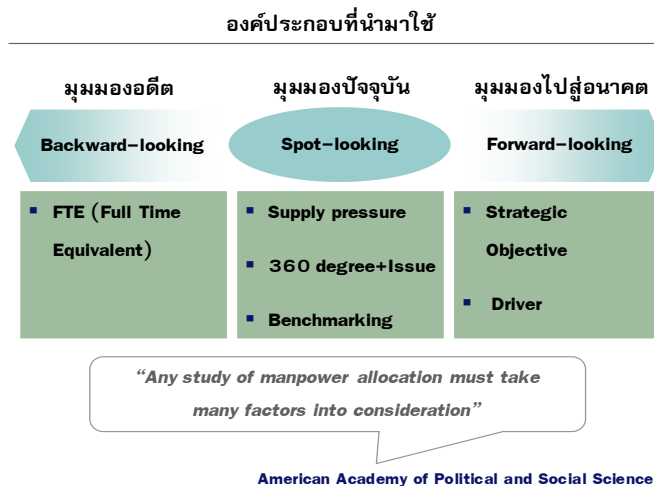 องค์ประกอบที่นำมาใช้
มุมมองอดีต
มุมมองปัจจุบัน
มุมมองไปสู่อนาคต
Backward-looking
Spot-looking
Forward-looking
▪ FTE (Full Time
Equivalent)
▪ Supply pressure
▪ 360 degree+Issue
▪ Benchmarking
▪ Strategic
Objective
▪ Driver
“Any study of manpower allocation must take
many factors into consideration”
American Academy of Political and Social Science